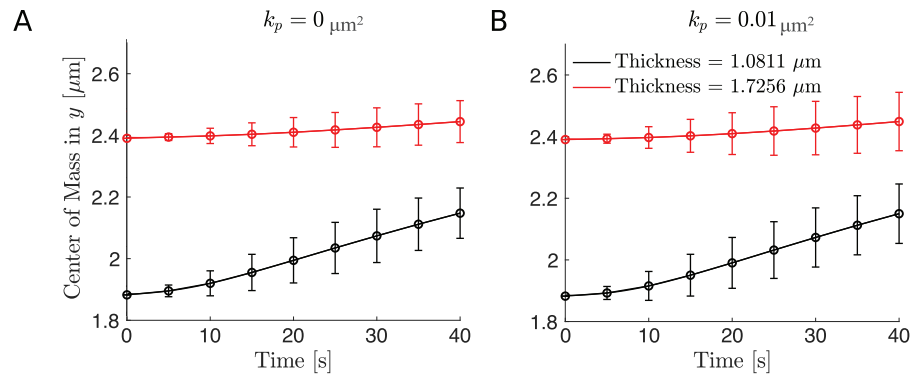 A
k_p = 0 μm²
B
k_p = 0.01 μm²
Center of Mass in y [μm]
2.6
2.4
2.2
2
1.8
0
10
20
30
40
Time [s]
2.6
2.4
2.2
2
1.8
Thickness = 1.0811 μm
Thickness = 1.7256 μm
0
10
20
30
40
Time [s]